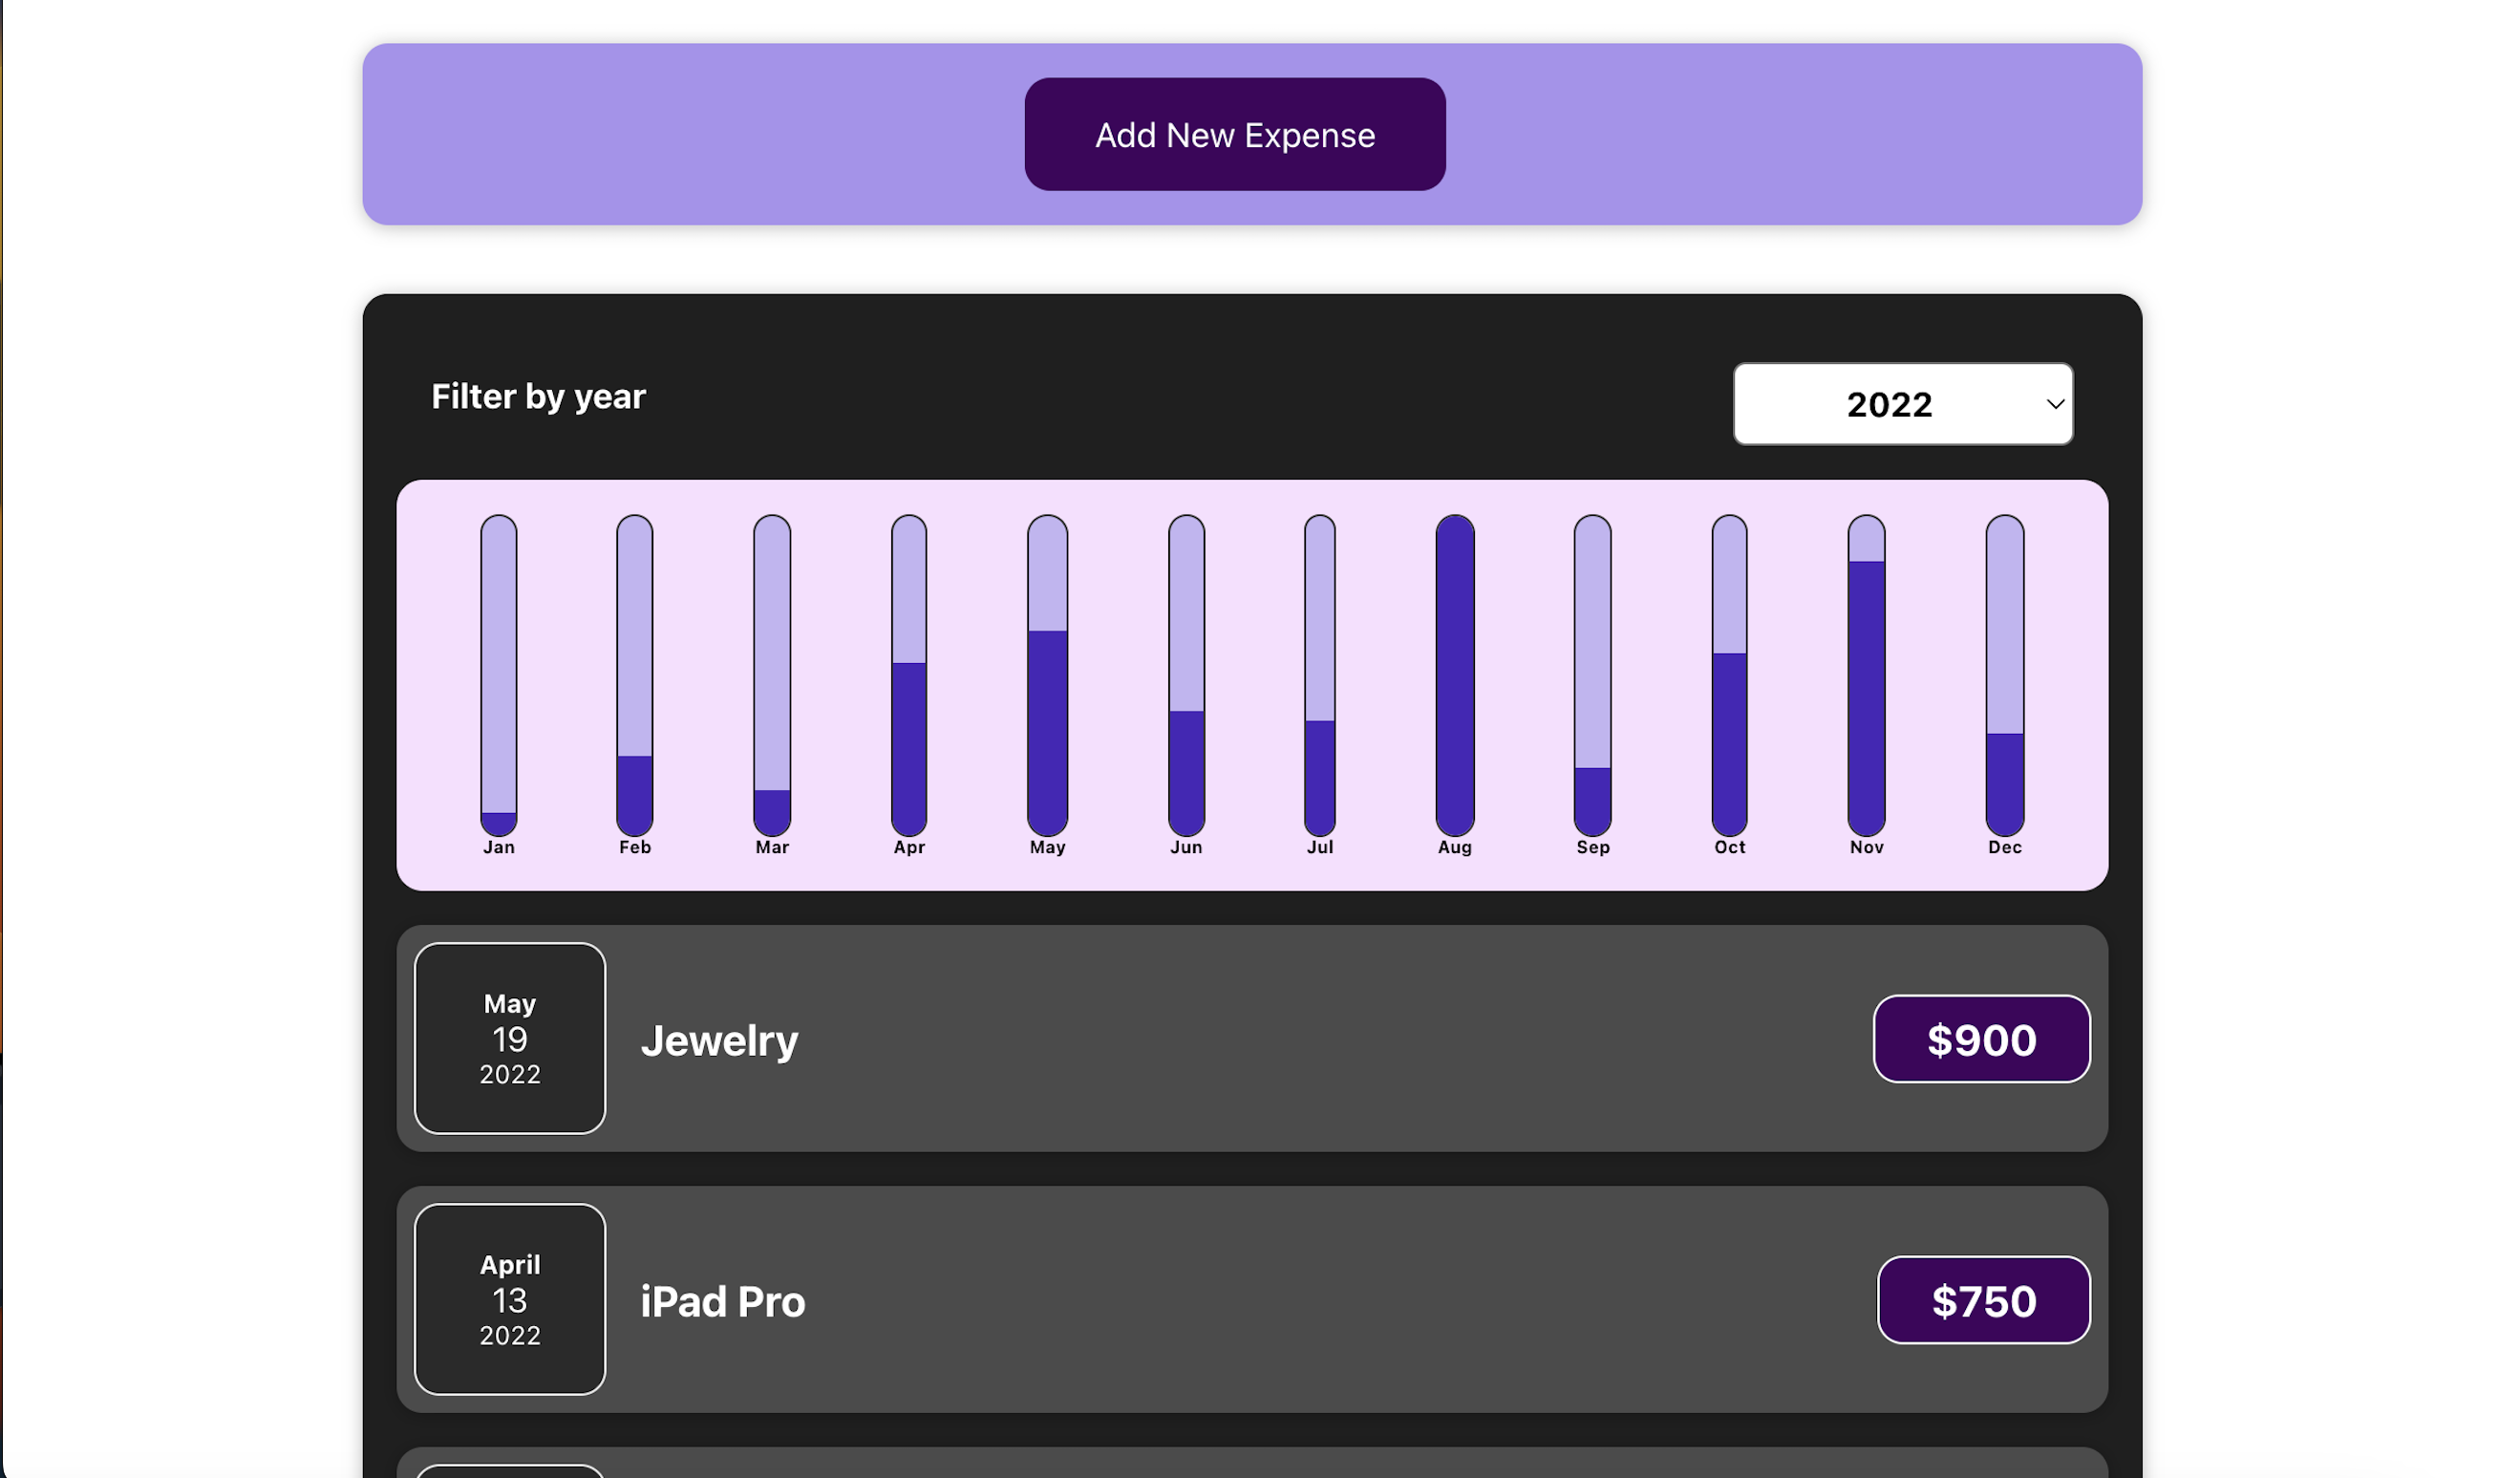 Add New Expense
Filter by year
2022
Jan Feb Mar Apr May Jun Jul Aug Sep Oct Nov Dec
May
19
2022
Jewelry
$900
April
13
2022
iPad Pro
$750